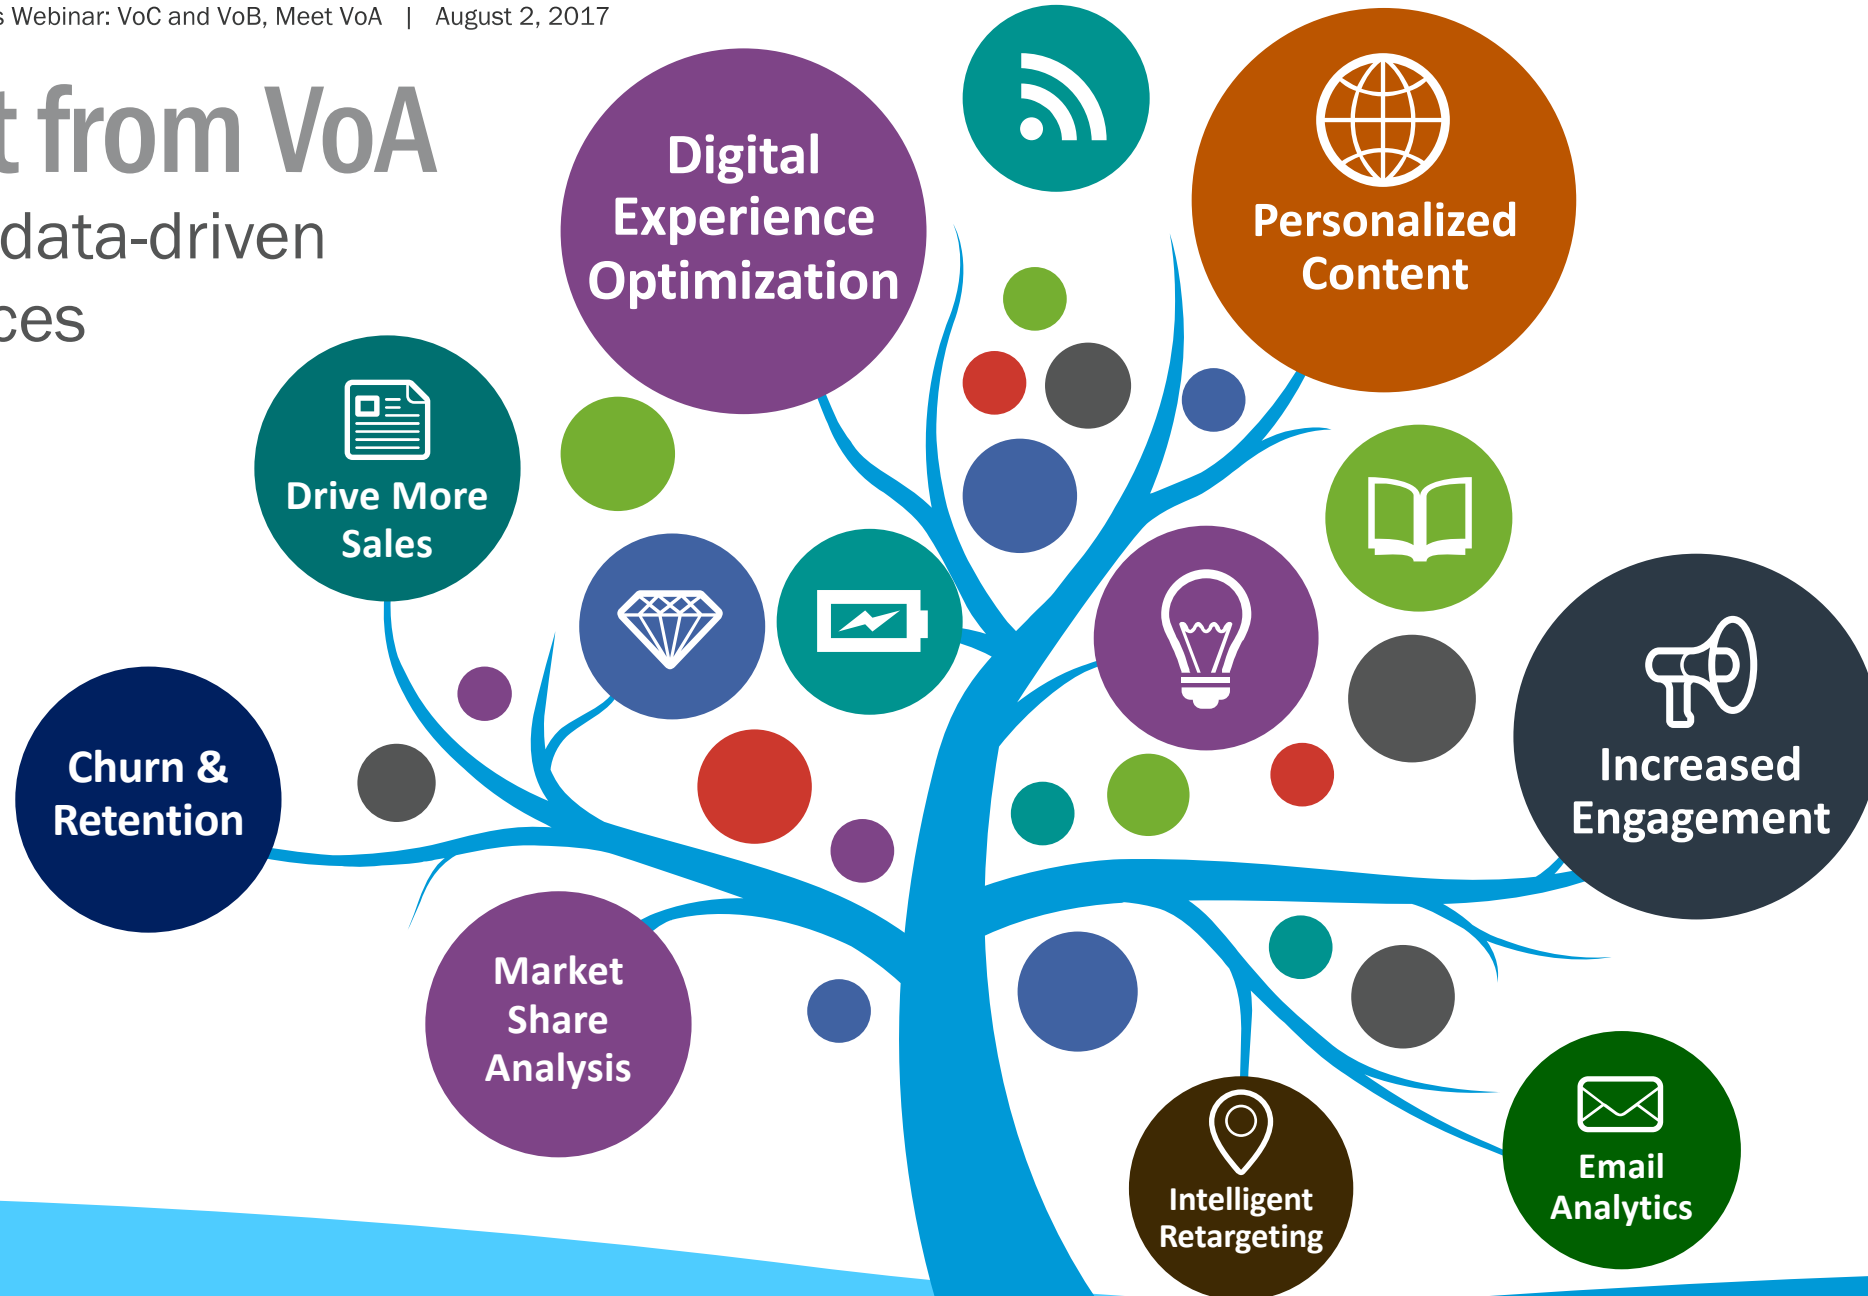 s Webinar: VoC and VoB, Meet VoA | August 2, 2017
t from VoA
data-driven
ces
Digital
Experience
Optimization
Personalized
Content
Drive More
Sales
Churn &
Retention
Increased
Engagement
Market
Share
Analysis
Intelligent
Retargeting
Email
Analytics